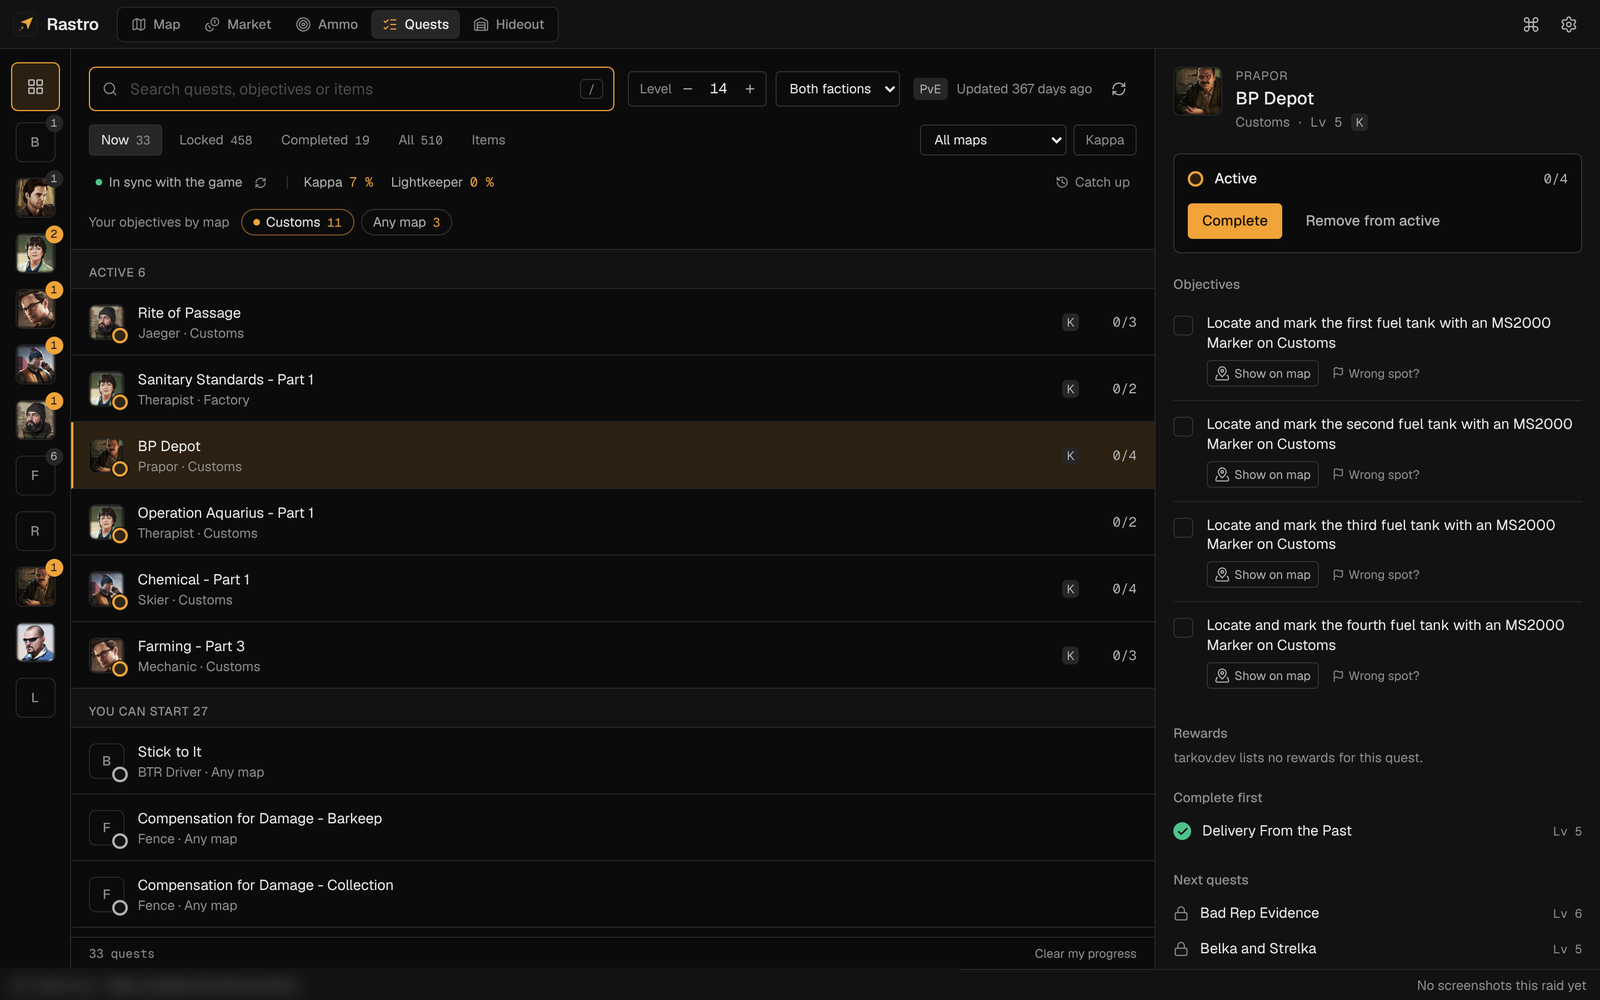 Rastro
Map
Market
Ammo
Quests
Hideout
1
B
1
2
1
1
1
6
F
R
1
L
Search quests, objectives or items
/
Level − 14 +
Both factions
PvE
Updated 367 days ago
Now 33
Locked 458
Completed 19
All 510
Items
All maps
Kappa
In sync with the game
Kappa 7 %
Lightkeeper 0 %
Catch up
Your objectives by map
Customs 11
Any map 3
ACTIVE 6
Rite of Passage
Jaeger · Customs
K
0/3
Sanitary Standards - Part 1
Therapist · Factory
K
0/2
BP Depot
Prapor · Customs
K
0/4
Operation Aquarius - Part 1
Therapist · Customs
0/2
Chemical - Part 1
Skier · Customs
K
0/4
Farming - Part 3
Mechanic · Customs
K
0/3
YOU CAN START 27
B
Stick to It
BTR Driver · Any map
F
Compensation for Damage - Barkeep
Fence · Any map
F
Compensation for Damage - Collection
Fence · Any map
33 quests
Clear my progress
PRAPOR
BP Depot
Customs · Lv 5 K
Active
0/4
Complete
Remove from active
Objectives
Locate and mark the first fuel tank with an MS2000
Marker on Customs
Show on map
Wrong spot?
Locate and mark the second fuel tank with an MS2000
Marker on Customs
Show on map
Wrong spot?
Locate and mark the third fuel tank with an MS2000
Marker on Customs
Show on map
Wrong spot?
Locate and mark the fourth fuel tank with an MS2000
Marker on Customs
Show on map
Wrong spot?
Rewards
tarkov.dev lists no rewards for this quest.
Complete first
Delivery From the Past
Lv 5
Next quests
Bad Rep Evidence
Lv 6
Belka and Strelka
Lv 5
No screenshots this raid yet